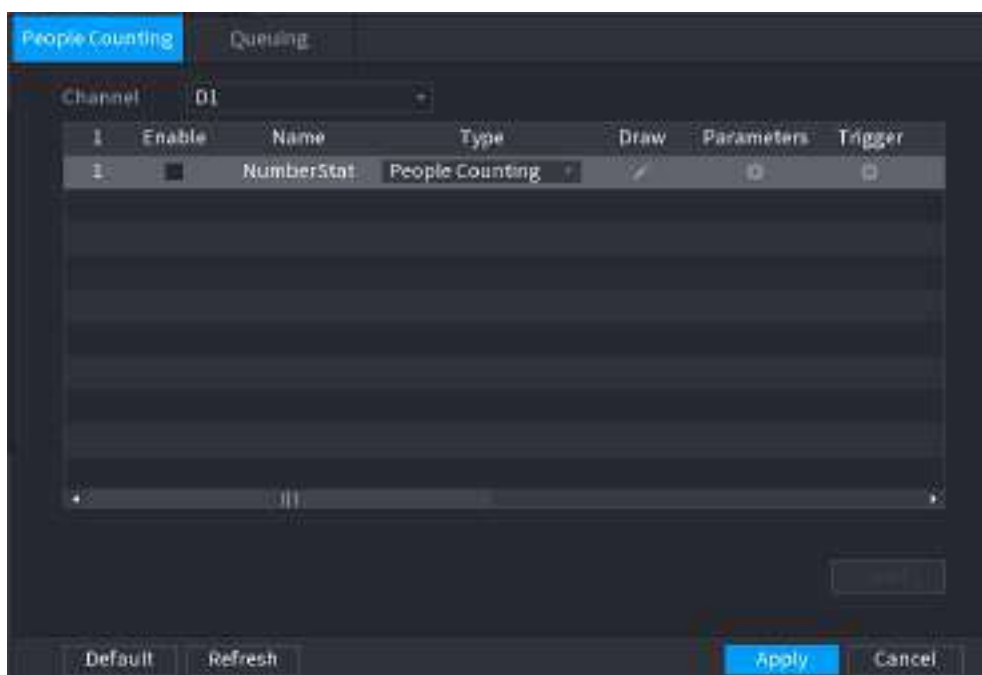 People Counting Queuing
Channel D1
1 Enable Name Type Draw Parameters Trigger
1 NumberStat People Counting
Default Refresh Apply Cancel